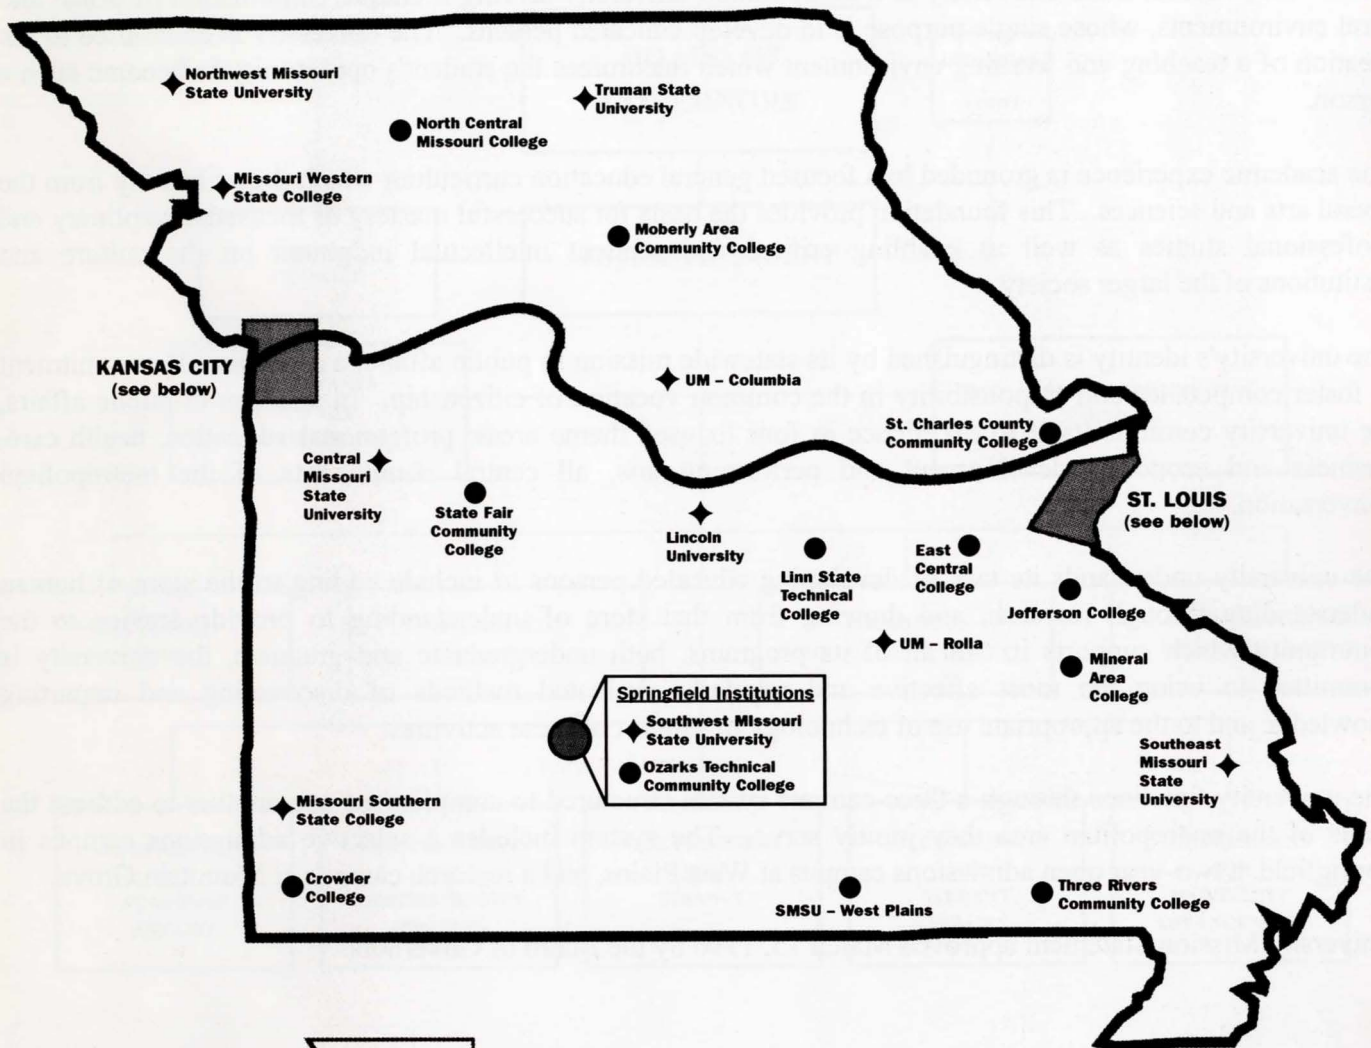 Northwest Missouri
State University
Truman State
University
North Central
Missouri College
Missouri Western
State College
Moberly Area
Community College
KANSAS CITY
(see below)
UM – Columbia
St. Charles County
Community College
Central
Missouri
State
University
State Fair
Community
College
ST. LOUIS
(see below)
Lincoln
University
Linn State
Technical
College
East
Central
College
Jefferson College
UM – Rolla
Mineral
Area
College
Springfield Institutions
Southwest Missouri
State University
Ozarks Technical
Community College
Southeast
Missouri
State
University
Missouri Southern
State College
Crowder
College
SMSU – West Plains
Three Rivers
Community College